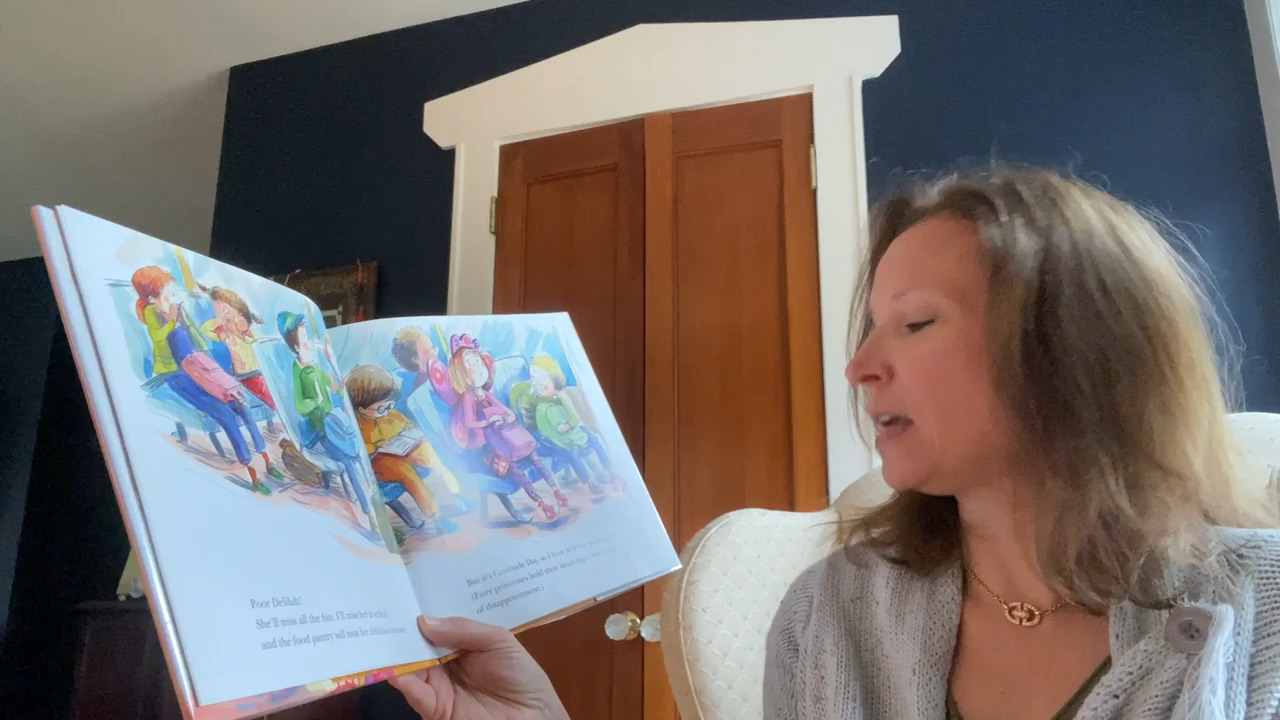 Poor Delilah!
She'll miss all the fun, I'll miss her at school,
and the food pantry will miss her delicious
But it's Gratitude Day, so I have to
(Fairy princesses hold their heads high
of disappointment.)